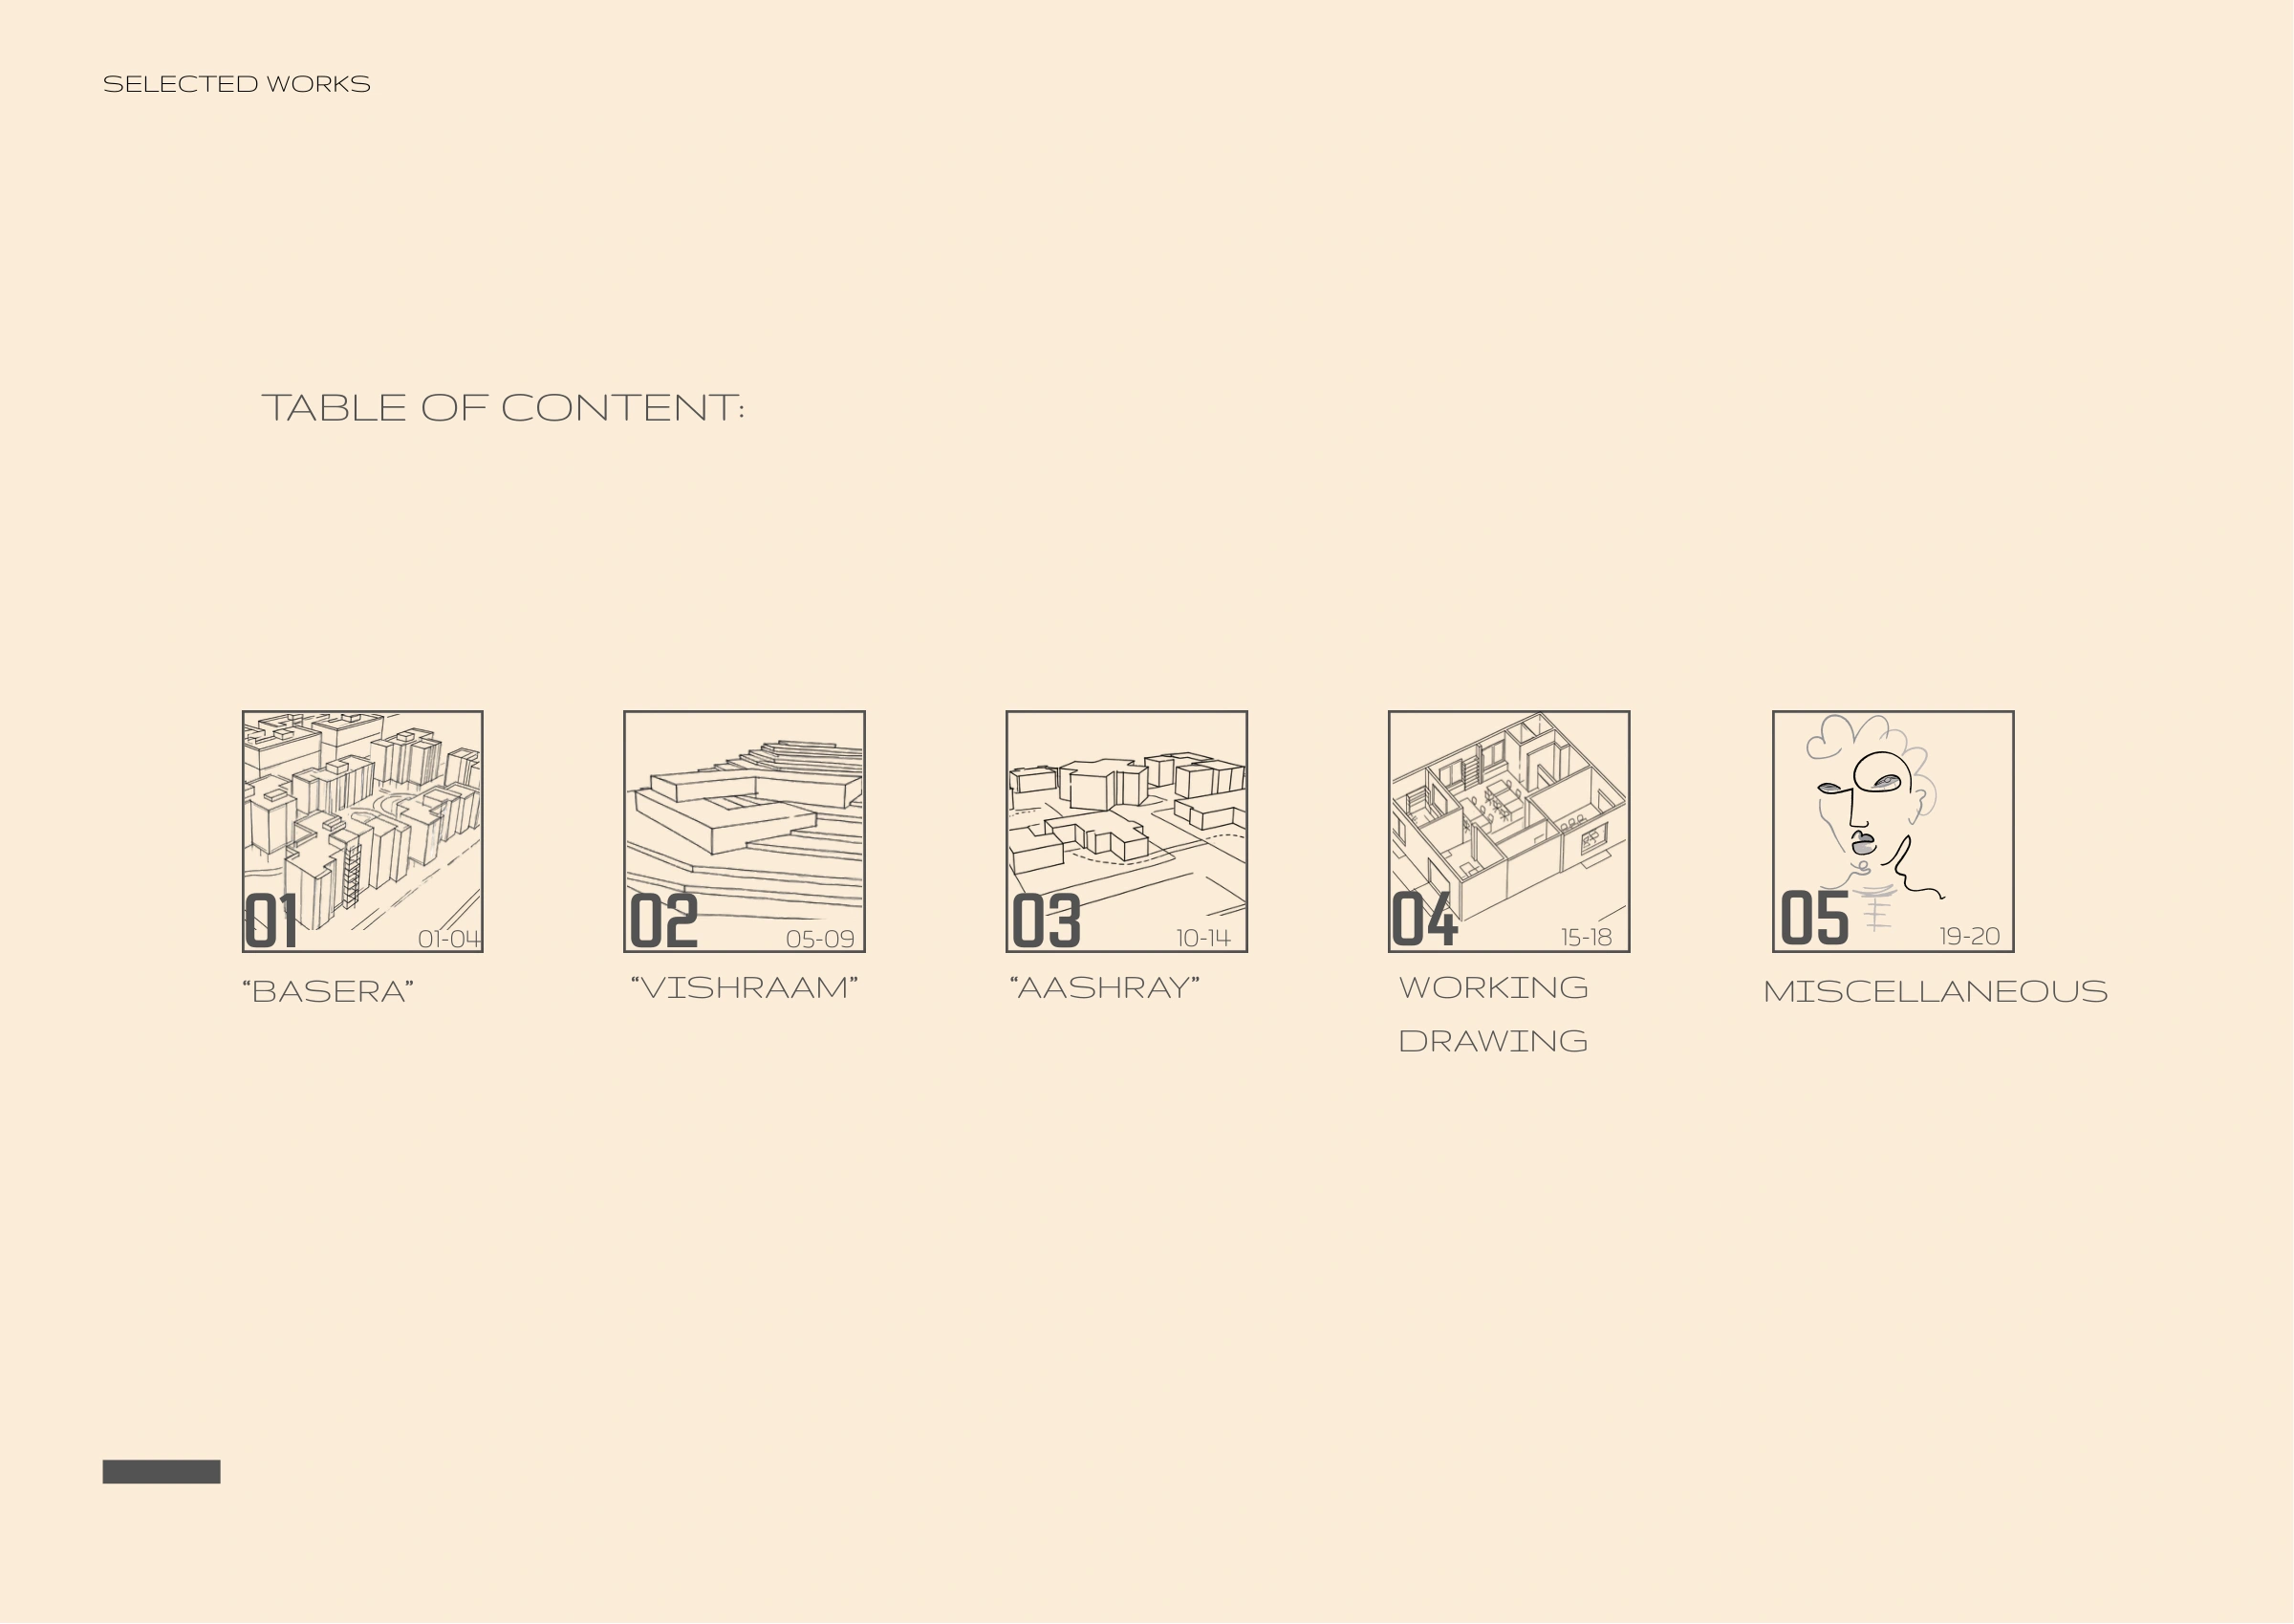 SELECTED WORKS
TABLE OF CONTENT:
01
01-04
“BASERA”
02
05-09
“VISHRAAM”
03
10-14
“AASHRAY”
04
15-18
WORKING
DRAWING
05
19-20
MISCELLANEOUS